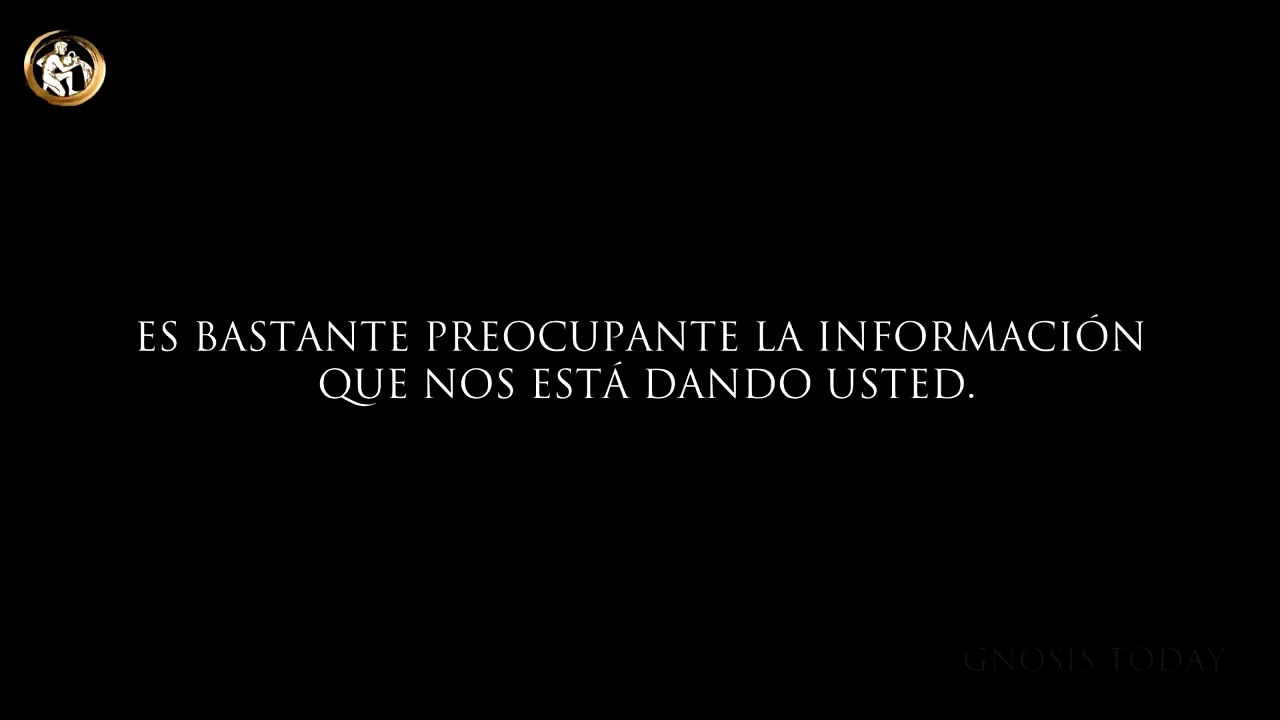 ES BASTANTE PREOCUPANTE LA INFORMACIÓN
QUE NOS ESTÁ DANDO USTED.
GNOSIS TODAY